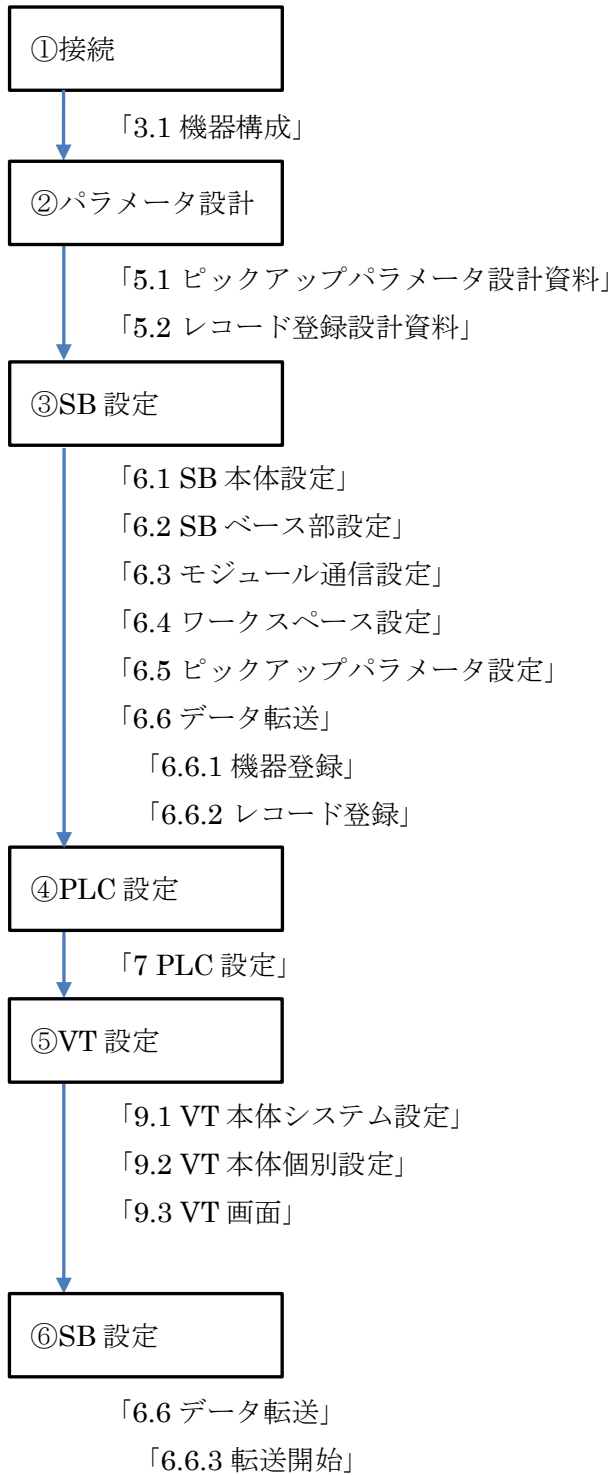 ①接続
「3.1 機器構成」
②パラメータ設計
「5.1 ピックアップパラメータ設計資料」
「5.2 レコード登録設計資料」
③SB 設定
「6.1 SB 本体設定」
「6.2 SB ベース部設定」
「6.3 モジュール通信設定」
「6.4 ワークスペース設定」
「6.5 ピックアップパラメータ設定」
「6.6 データ転送」
「6.6.1 機器登録」
「6.6.2 レコード登録」
④PLC 設定
「7 PLC 設定」
⑤VT 設定
「9.1 VT 本体システム設定」
「9.2 VT 本体個別設定」
「9.3 VT 画面」
⑥SB 設定
「6.6 データ転送」
「6.6.3 転送開始」